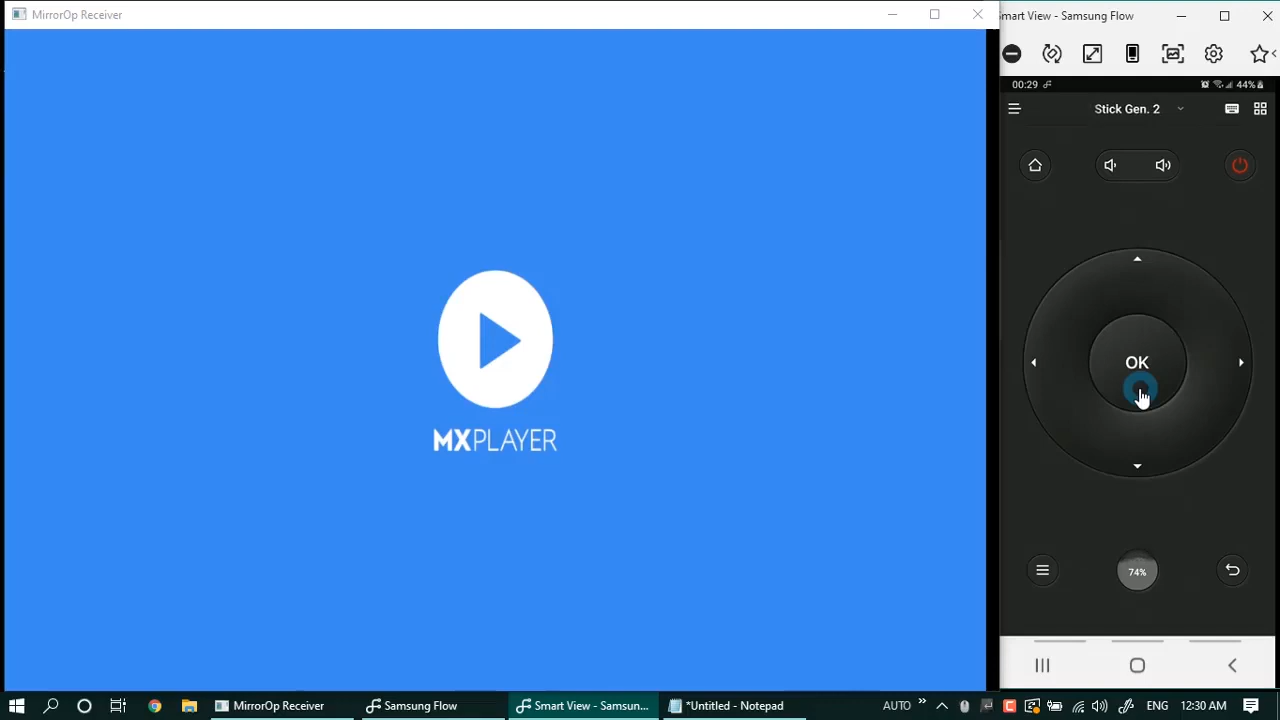 MirrorOp Receiver
mart View - Samsung Flow
00:29
44%
Stick Gen. 2
OK
MXPLAYER
74%
MirrorOp Receiver
Samsung Flow
Smart View - Samsun...
*Untitled - Notepad
AUTO
ENG
12:30 AM